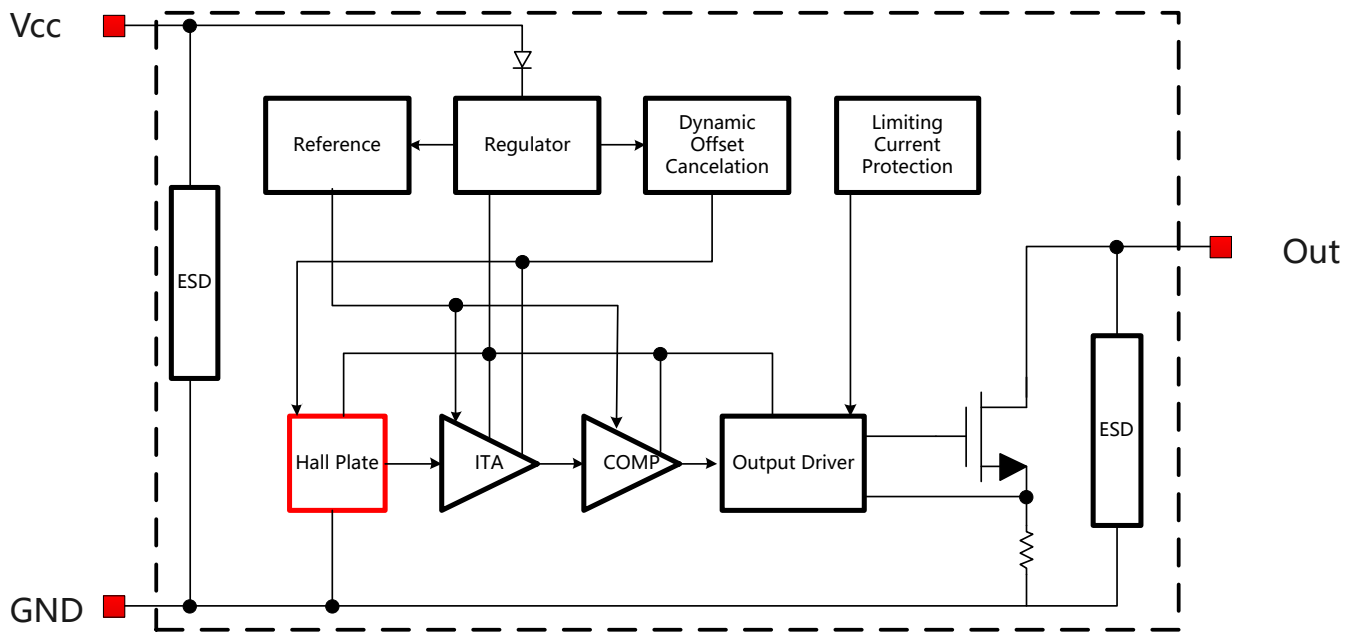 Vcc
Reference
Regulator
Dynamic
Offset
Cancelation
Limiting
Current
Protection
ESD
Out
Hall Plate
ITA
COMP
Output Driver
ESD
GND